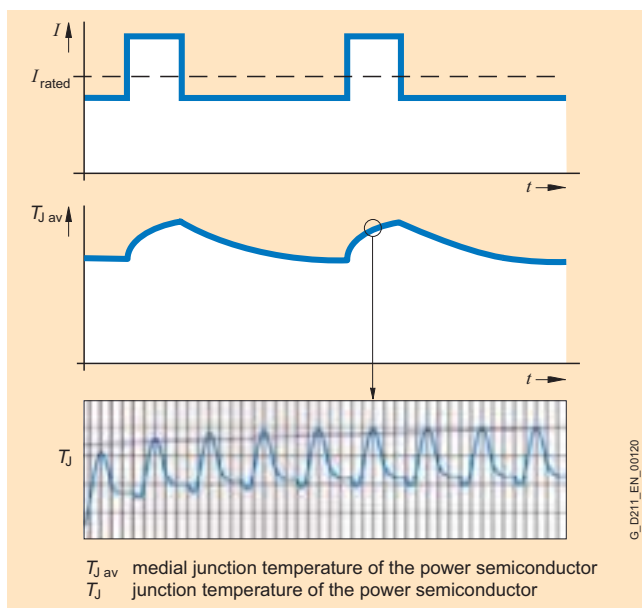 I
I rated
t
T J av
t
T J
G_D211_EN_00120
T J av medial junction temperature of the power semiconductor
T J junction temperature of the power semiconductor